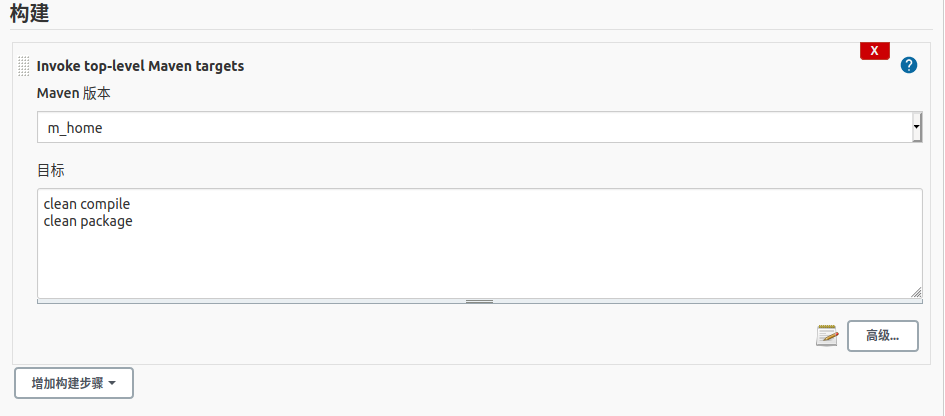 构建
X
Invoke top-level Maven targets
?
Maven 版本
m_home
目标
clean compile
clean package
高级...
增加构建步骤